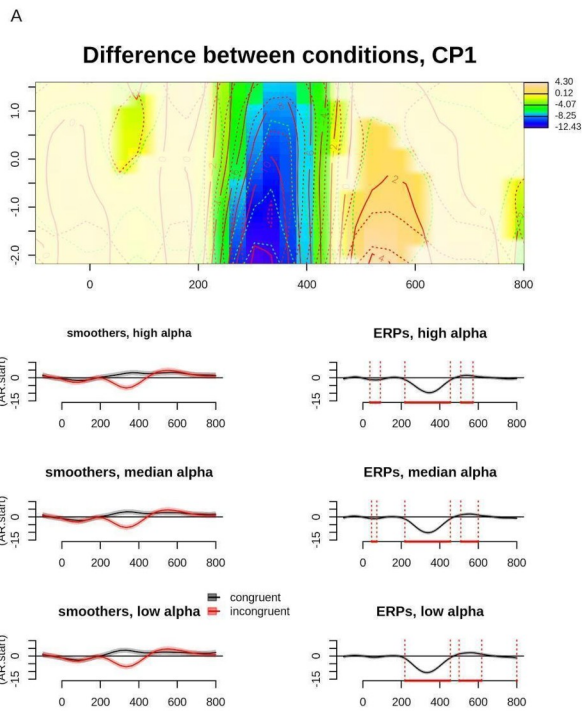 A
Difference between conditions, CP1
4.30
0.12
-4.07
-8.25
-12.43
1.0
0.0
-1.0
-2.0
2
0 200 400 600 800
smoothers, high alpha
ERPs, high alpha
(AR.start)
0
-15
0 200 400 600 800
0
-15
0 200 400 600 800
smoothers, median alpha
ERPs, median alpha
(AR.start)
0
-15
0 200 400 600 800
0
-15
0 200 400 600 800
congruent
incongruent
smoothers, low alpha
ERPs, low alpha
(AR.start)
0
-15
0 200 400 600 800
0
-15
0 200 400 600 800